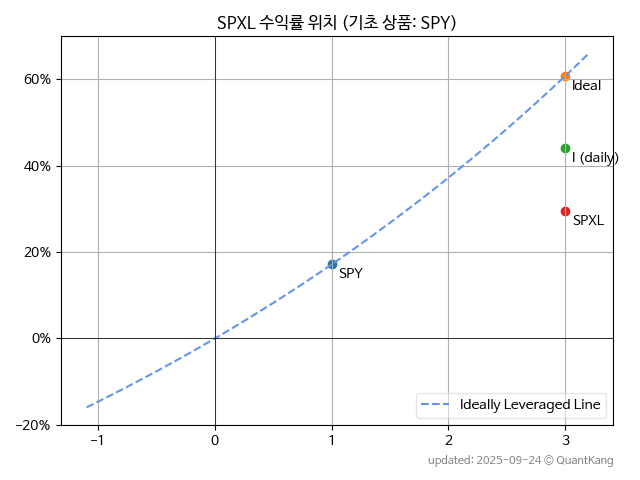 SPXL 수익률 위치 (기초 상품: SPY)
60%
40%
20%
0%
−20%
Ideal
I (daily)
SPXL
SPY
Ideally Leveraged Line
−1
0
1
2
3
updated: 2025-09-24 © QuantKang